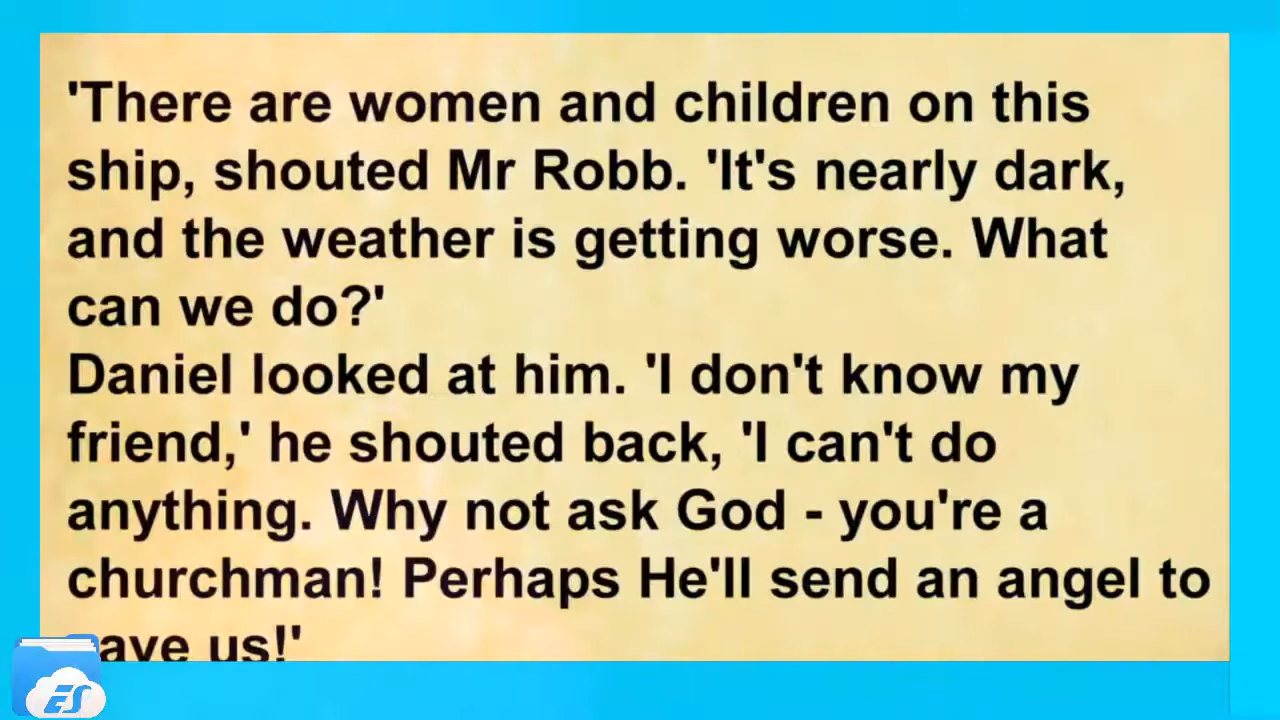 'There are women and children on this
ship, shouted Mr Robb. 'It's nearly dark,
and the weather is getting worse. What
can we do?'
Daniel looked at him. 'I don't know my
friend,' he shouted back, 'I can't do
anything. Why not ask God - you're a
churchman! Perhaps He'll send an angel to
ave us!'
ES